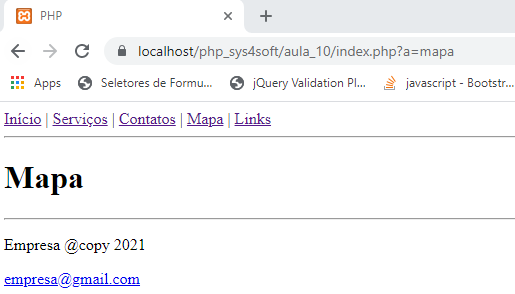 PHP
localhost/php_sys4soft/aula_10/index.php?a=mapa
Apps Seletores de Formu... jQuery Validation Pl... javascript - Bootstr...
Início | Serviços | Contatos | Mapa | Links
Mapa
Empresa @copy 2021
empresa@gmail.com